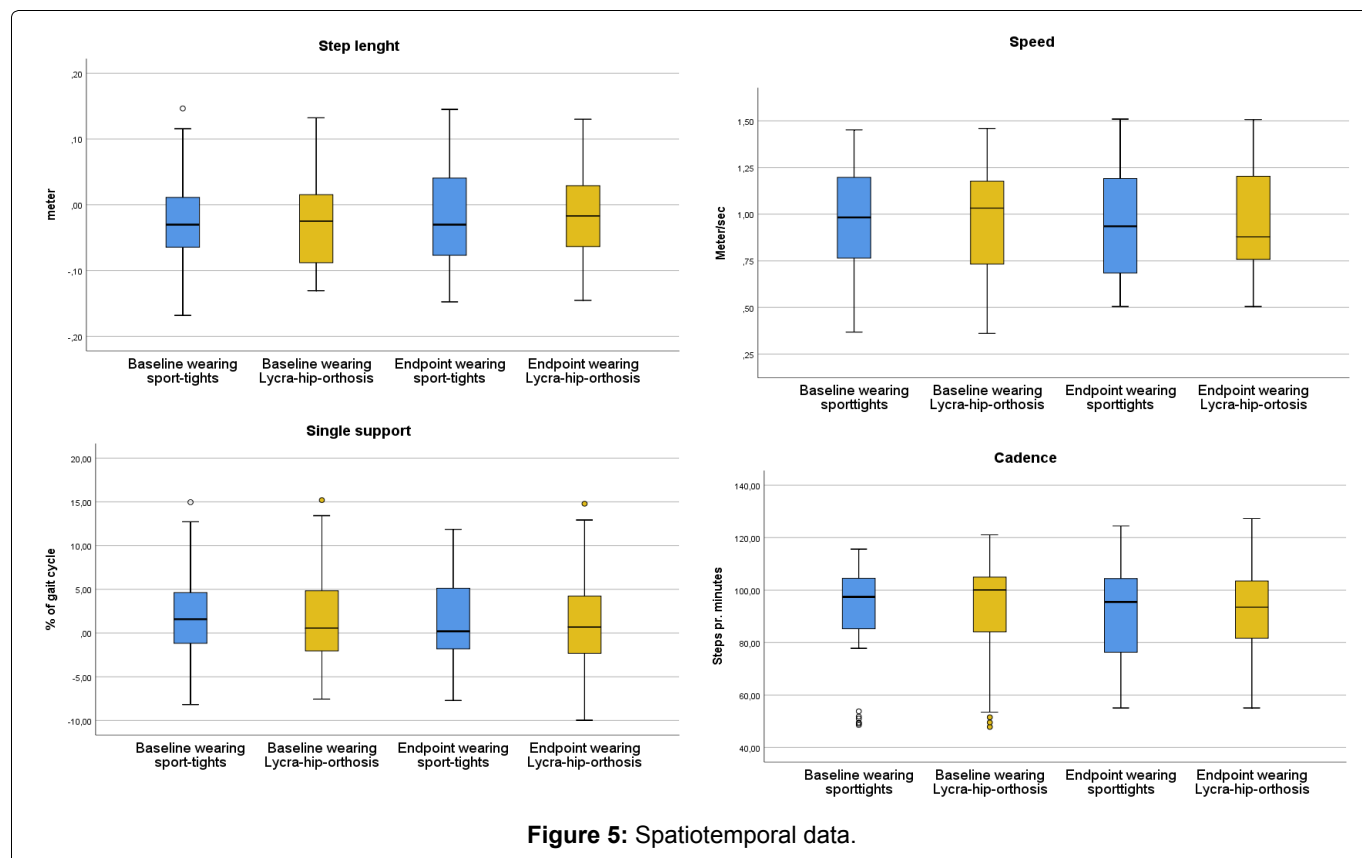 Step lenght
meter
,20
,10
,00
-,10
-,20
Baseline wearing
sport-tights
Baseline wearing
Lycra-hip-orthosis
Endpoint wearing
sport-tights
Endpoint wearing
Lycra-hip-orthosis
Speed
Meter/sec
1,50
1,25
1,00
,75
,50
,25
Baseline wearing
sporttights
Baseline wearing
Lycra-hip-orthosis
Endpoint wearing
sporttights
Endpoint wearing
Lycra-hip-ortosis
Single support
% of gait cycle
20,00
15,00
10,00
5,00
,00
-5,00
-10,00
Baseline wearing
sport-tights
Baseline wearing
Lycra-hip-orthosis
Endpoint wearing
sport-tights
Endpoint wearing
Lycra-hip-orthosis
Cadence
Steps pr. minutes
140,00
120,00
100,00
80,00
60,00
40,00
Baseline wearing
sporttights
Baseline wearing
Lycra-hip-orthosis
Endpoint wearing
sporttights
Endpoint wearing
Lycra-hip-orthosis
Figure 5: Spatiotemporal data.